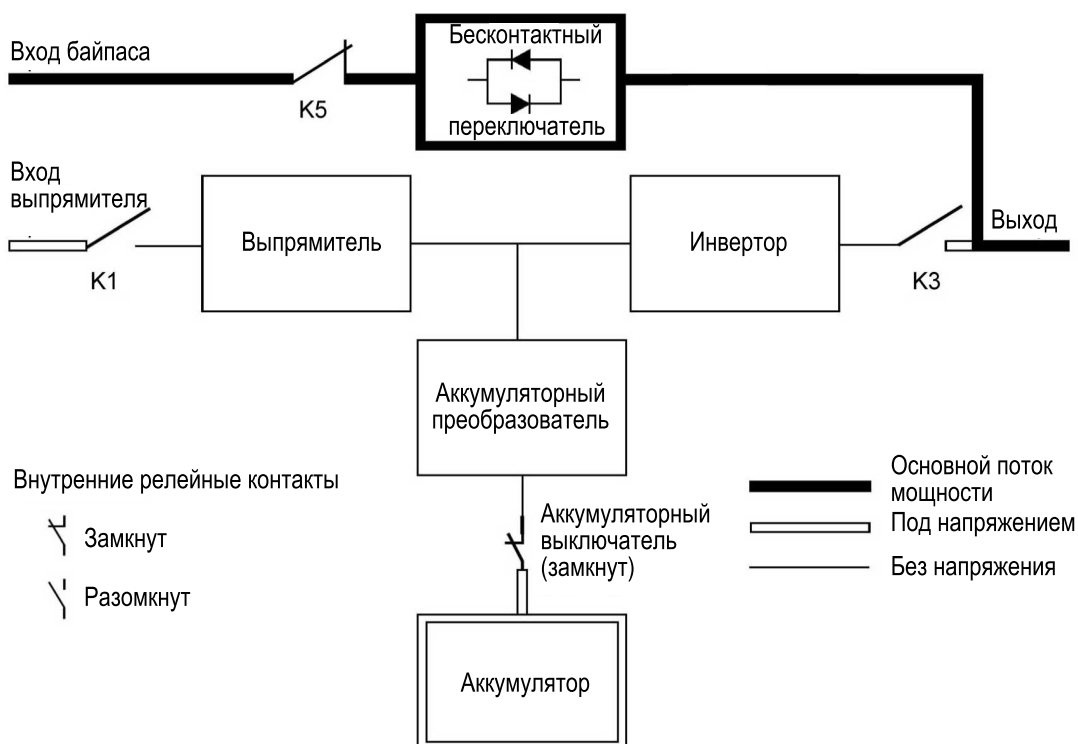 Вход байпаса
K5
Бесконтактный
переключатель
Вход
выпрямителя
K1
Выпрямитель
Инвертор
K3
Выход
Аккумуляторный
преобразователь
Внутренние релейные контакты
Замкнут
Разомкнут
Аккумуляторный
выключатель
(замкнут)
Аккумулятор
Основной поток
мощности
Под напряжением
Без напряжения